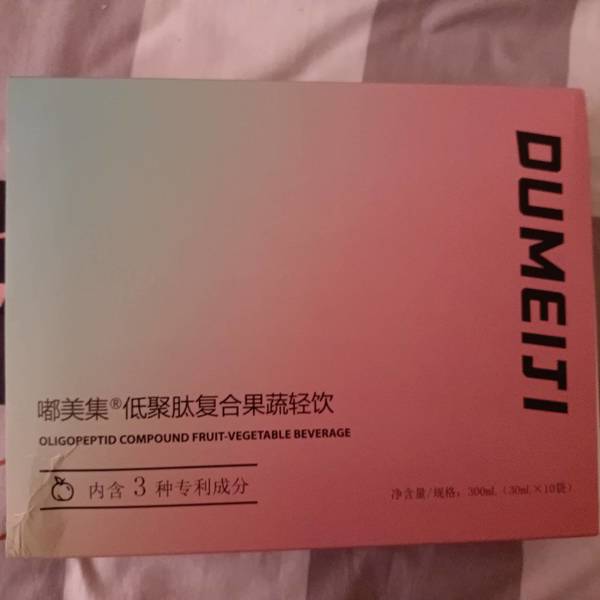 DUMEIJI
嘟美集®低聚肽复合果蔬轻饮
OLIGOPEPTID COMPOUND FRUIT-VEGETABLE BEVERAGE
内含 3 种专利成分
净含量/规格：300mL（30mL×10袋）